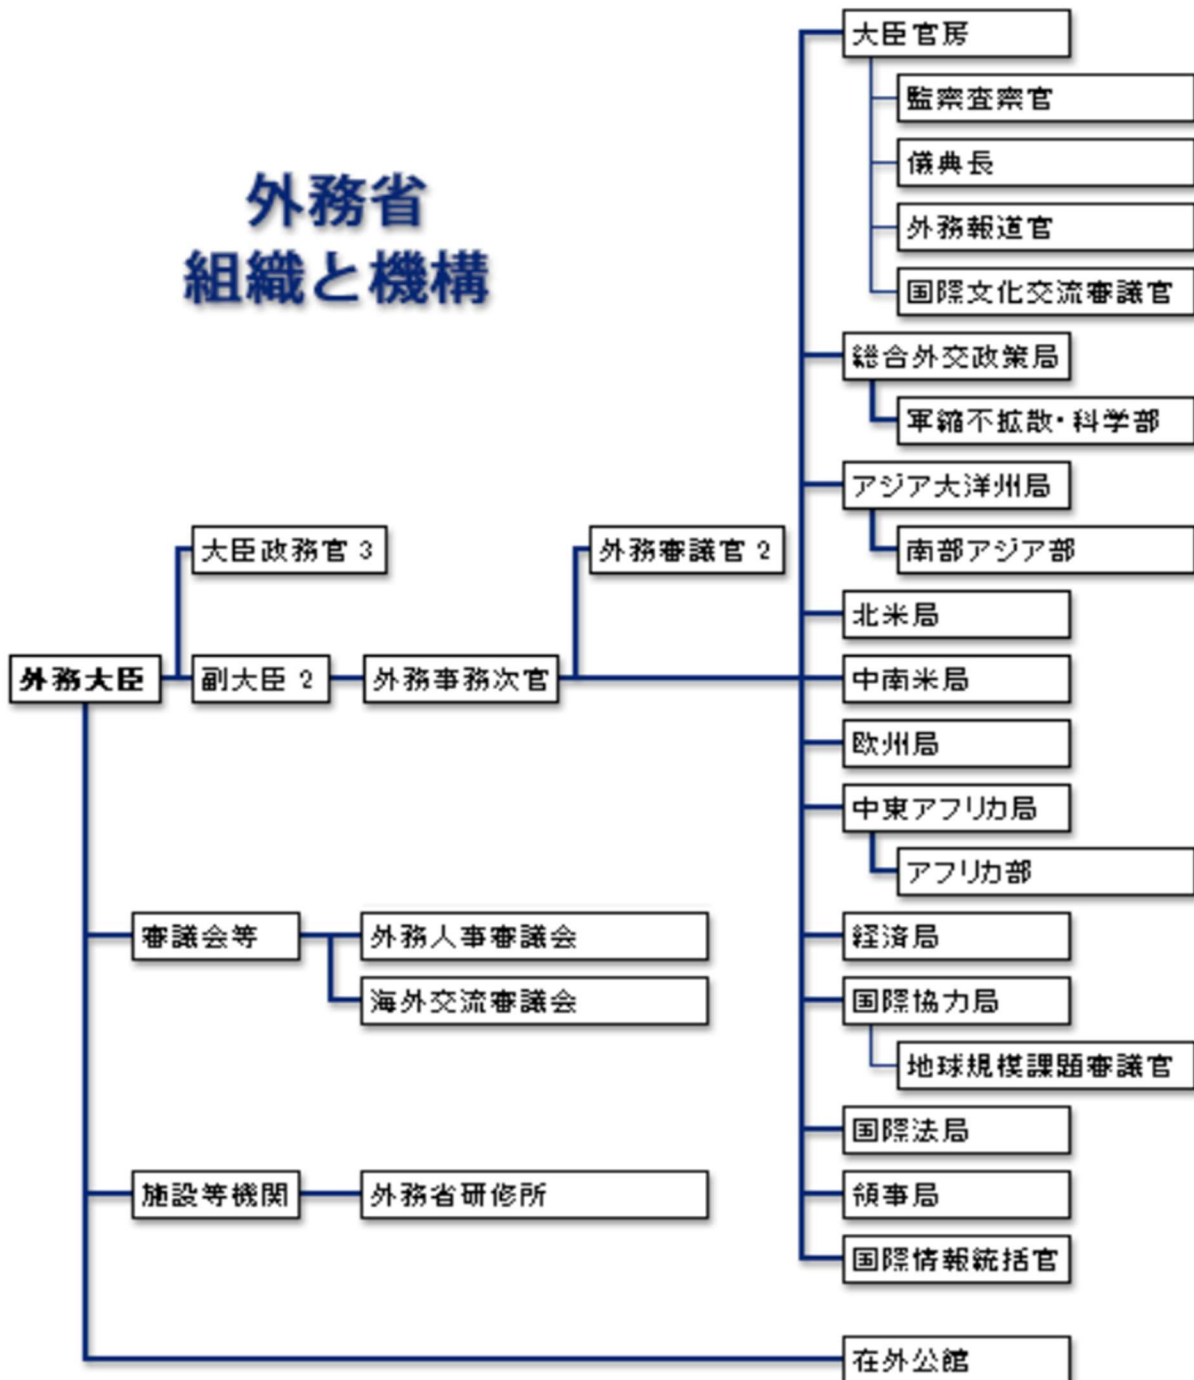 外務省
組織と機構
大臣官房
監察査察官
儀典長
外務報道官
国際文化交流審議官
総合外交政策局
軍縮不拡散・科学部
アジア大洋州局
南部アジア部
大臣政務官 3
外務審議官 2
北米局
外務大臣
副大臣 2
外務事務次官
中南米局
欧州局
中東アフリカ局
アフリカ部
審議会等
外務人事審議会
経済局
海外交流審議会
国際協力局
地球規模課題審議官
国際法局
施設等機関
外務省研修所
領事局
国際情報統括官
在外公館